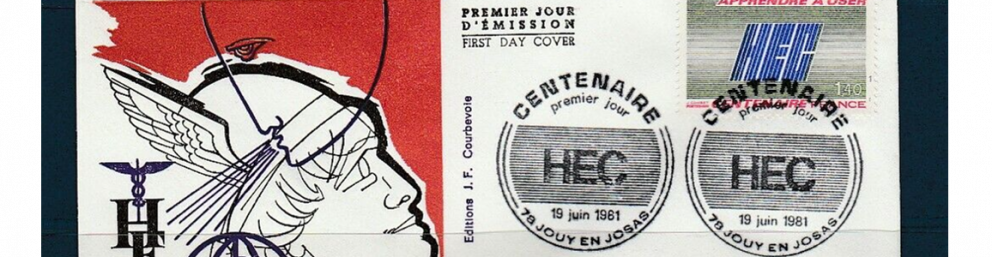 PREMIER JOUR
D'ÉMISSION
FIRST DAY COVER
APPRENDRE A OSER
HEC
1,40
CENTENAIRE FRANCE
Editions J. F. Courbevoie
CENTENAIRE
premier jour
HEC
19 juin 1981
78 JOUY EN JOSAS
CENTENAIRE
premier jour
HEC
19 juin 1981
78 JOUY EN JOSAS
HE